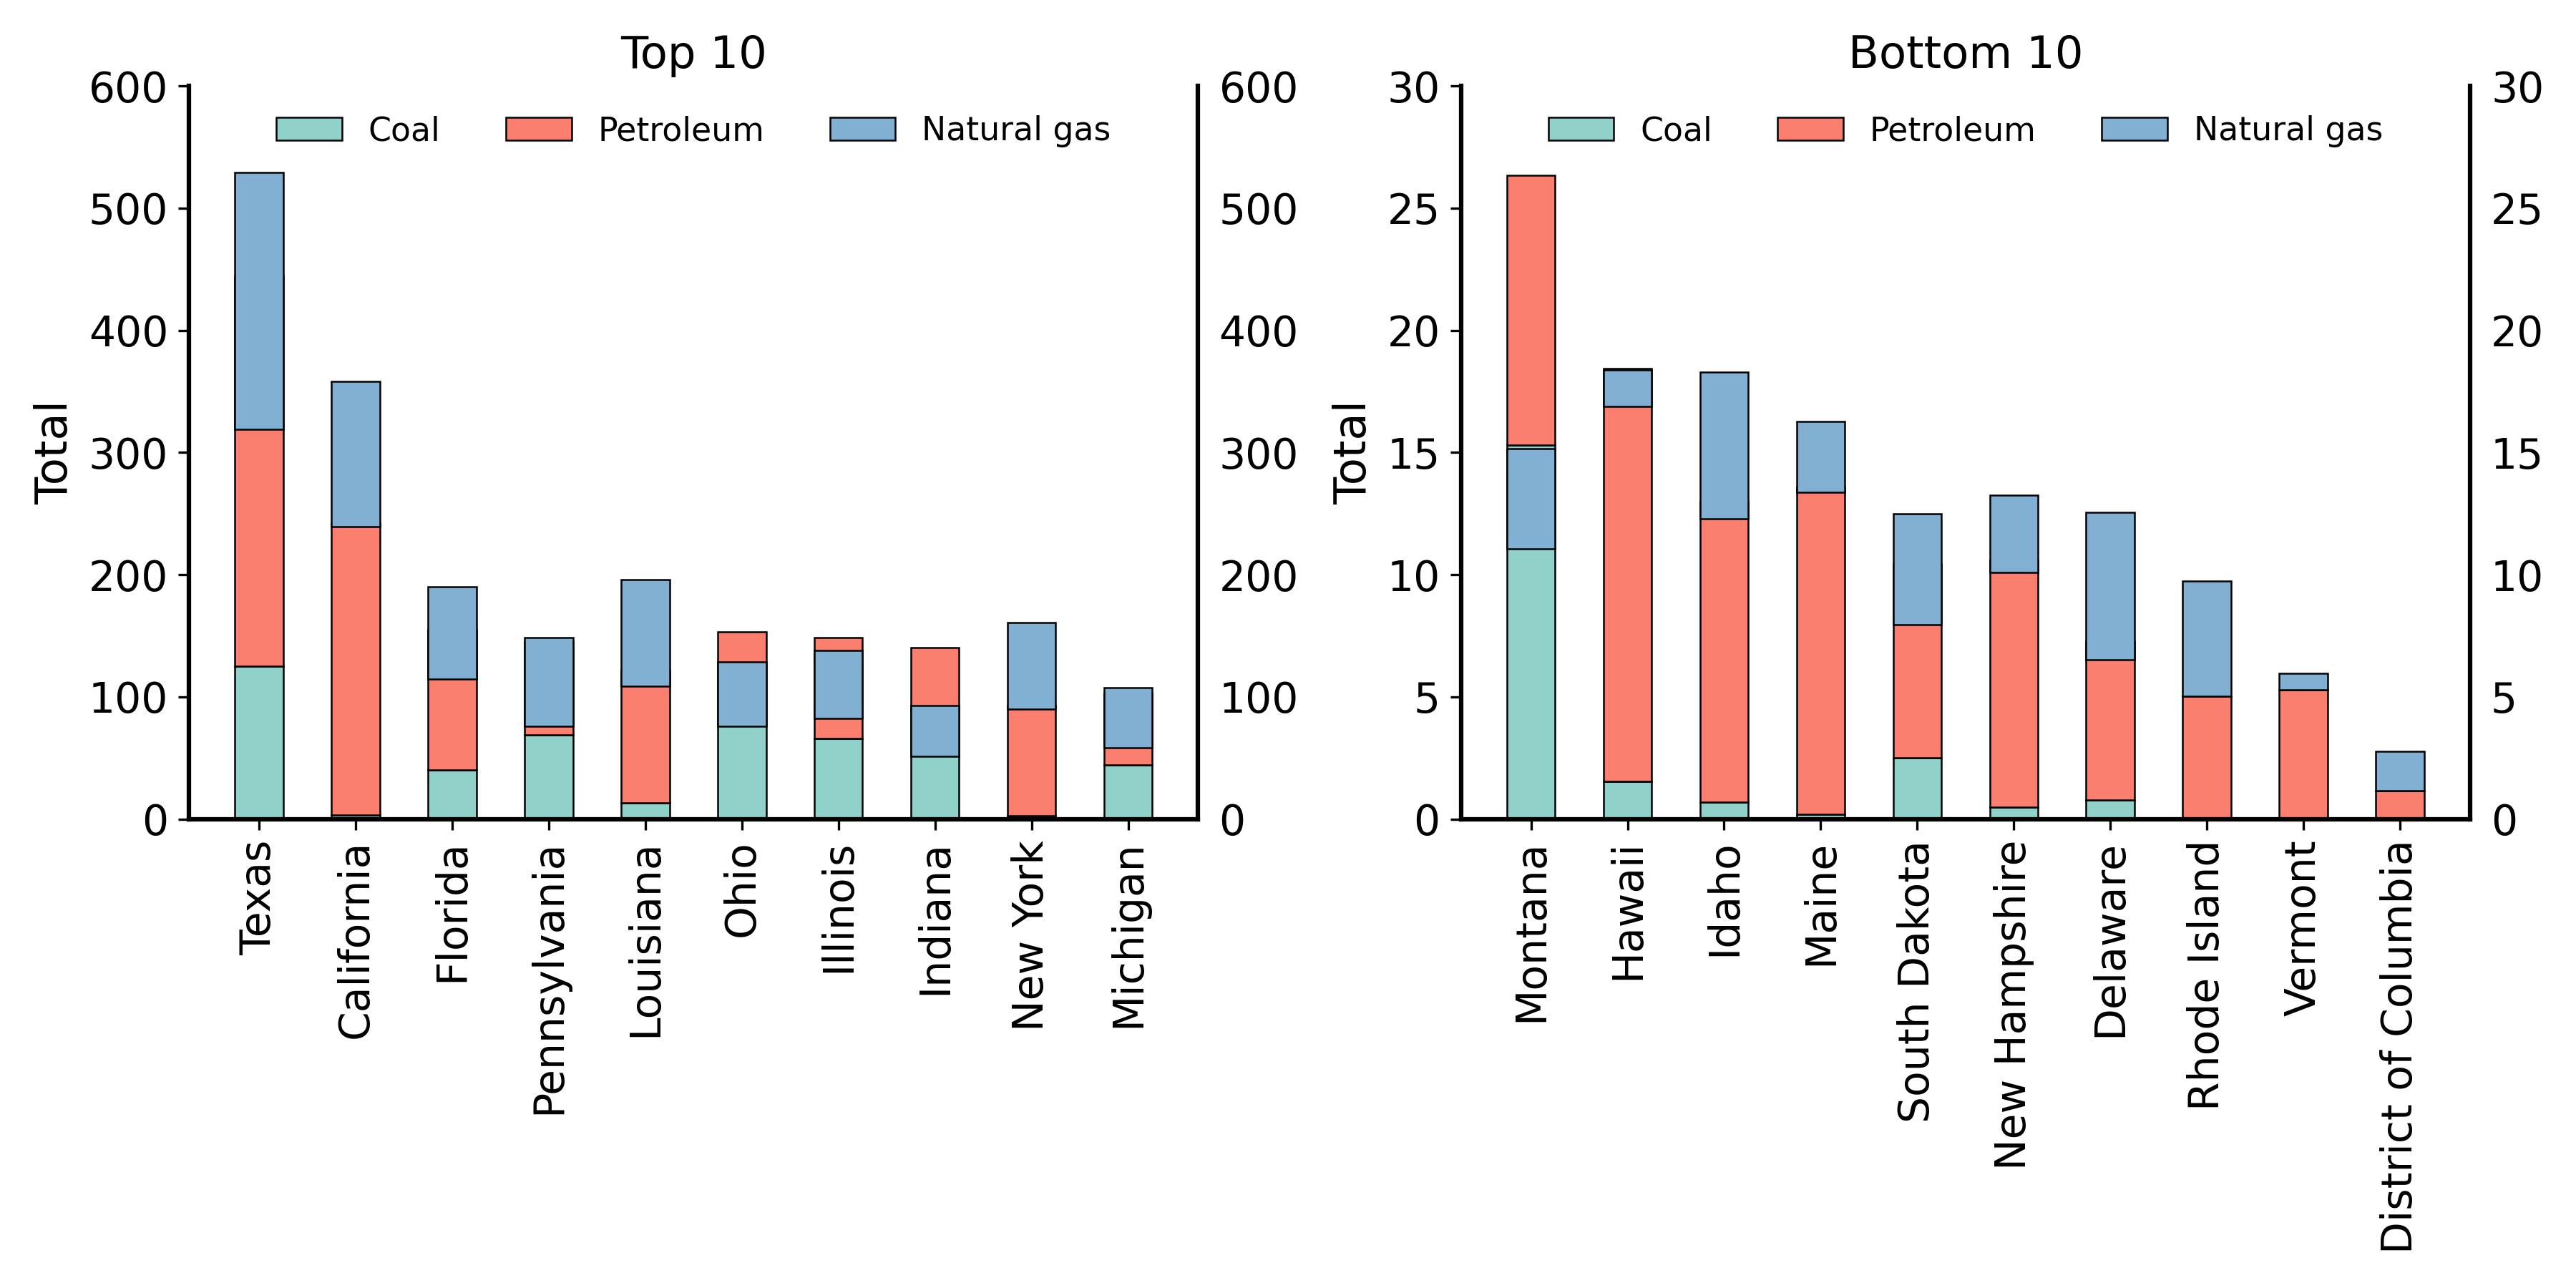 Top 10
Coal Petroleum Natural gas
600
500
400
300
200
100
0
Total
600
500
400
300
200
100
0
Texas
California
Florida
Pennsylvania
Louisiana
Ohio
Illinois
Indiana
New York
Michigan
Bottom 10
Coal Petroleum Natural gas
30
25
20
15
10
5
0
Total
30
25
20
15
10
5
0
Montana
Hawaii
Idaho
Maine
South Dakota
New Hampshire
Delaware
Rhode Island
Vermont
District of Columbia